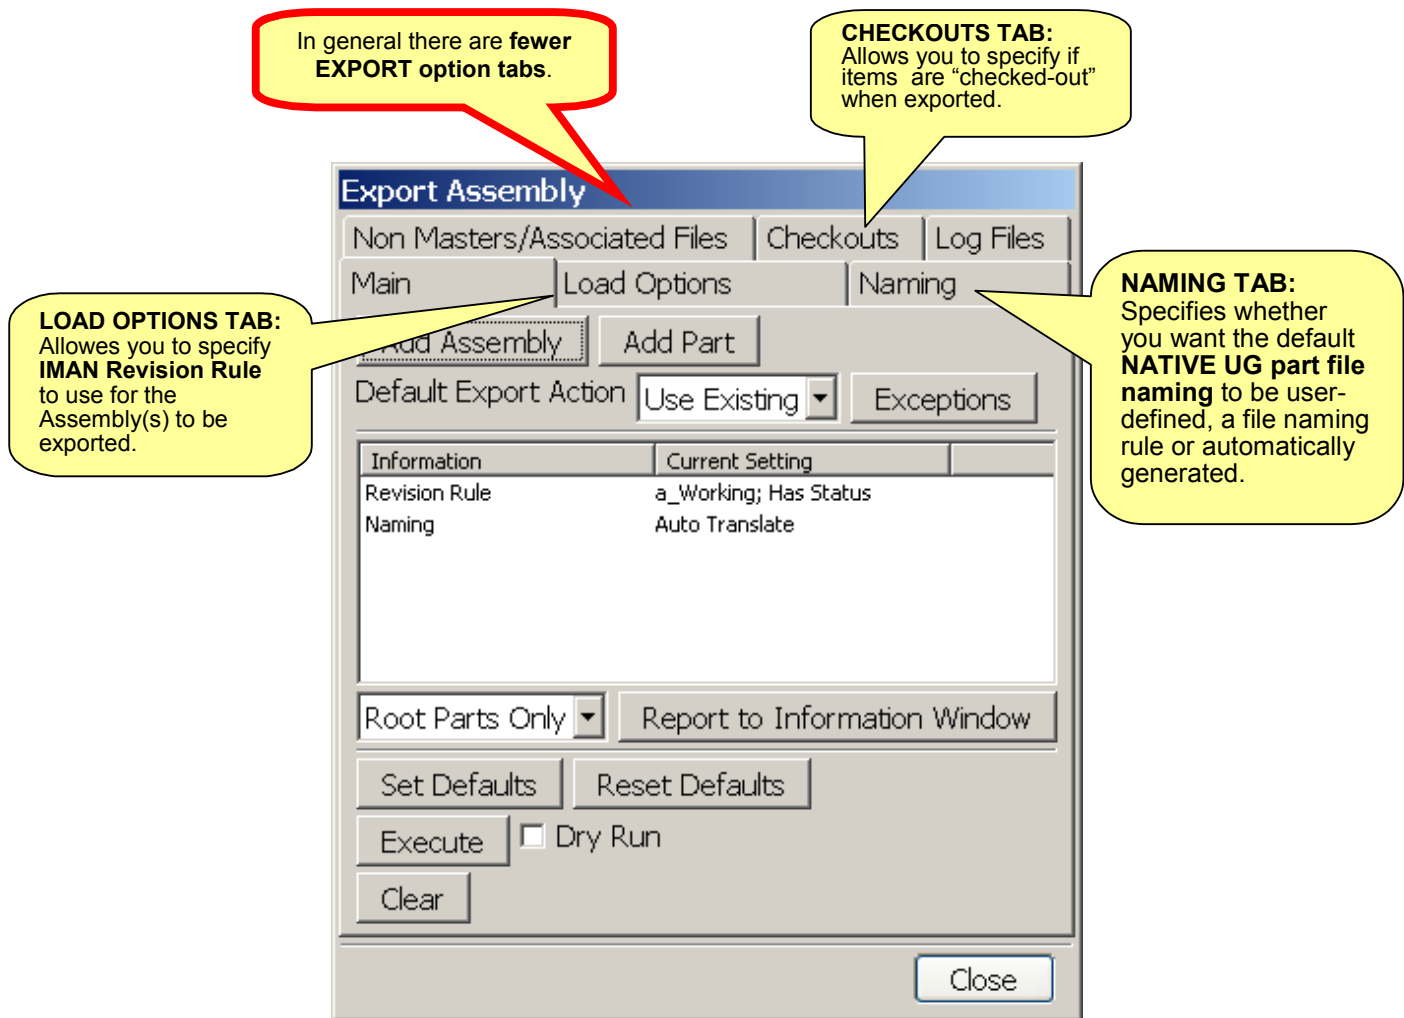 In general there are fewer
EXPORT option tabs.
CHECKOUTS TAB:
Allows you to specify if
items are “checked-out”
when exported.
Export Assembly
Non Masters/Associated Files
Checkouts
Log Files
Main
Load Options
Naming
LOAD OPTIONS TAB:
Allowes you to specify
IMAN Revision Rule
to use for the
Assembly(s) to be
exported.
NAMING TAB:
Specifies whether
you want the default
NATIVE UG part file
naming to be user-
defined, a file naming
rule or automatically
generated.
Add Assembly
Add Part
Default Export Action
Use Existing
Exceptions
Information
Current Setting
Revision Rule
a_Working; Has Status
Naming
Auto Translate
Root Parts Only
Report to Information Window
Set Defaults
Reset Defaults
Execute
Dry Run
Clear
Close